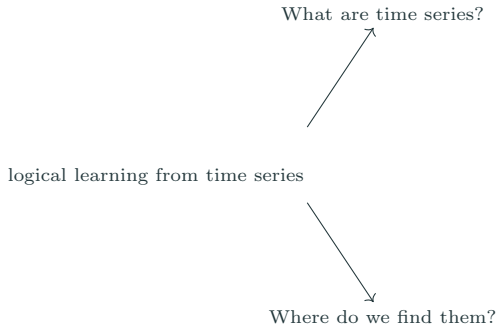 What are time series?
logical learning from time series
Where do we find them?